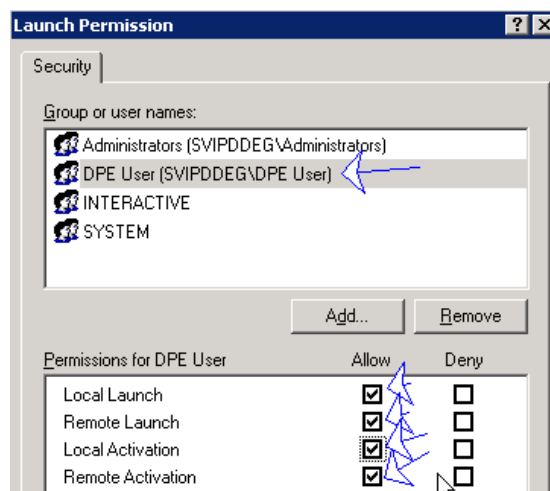 Launch Permission
Security
Group or user names:
Administrators (SVIPDDEG\Administrators)
DPE User (SVIPDDEG\DPE User)
INTERACTIVE
SYSTEM
Add... Remove
Permissions for DPE User Allow Deny
Local Launch
Remote Launch
Local Activation
Remote Activation